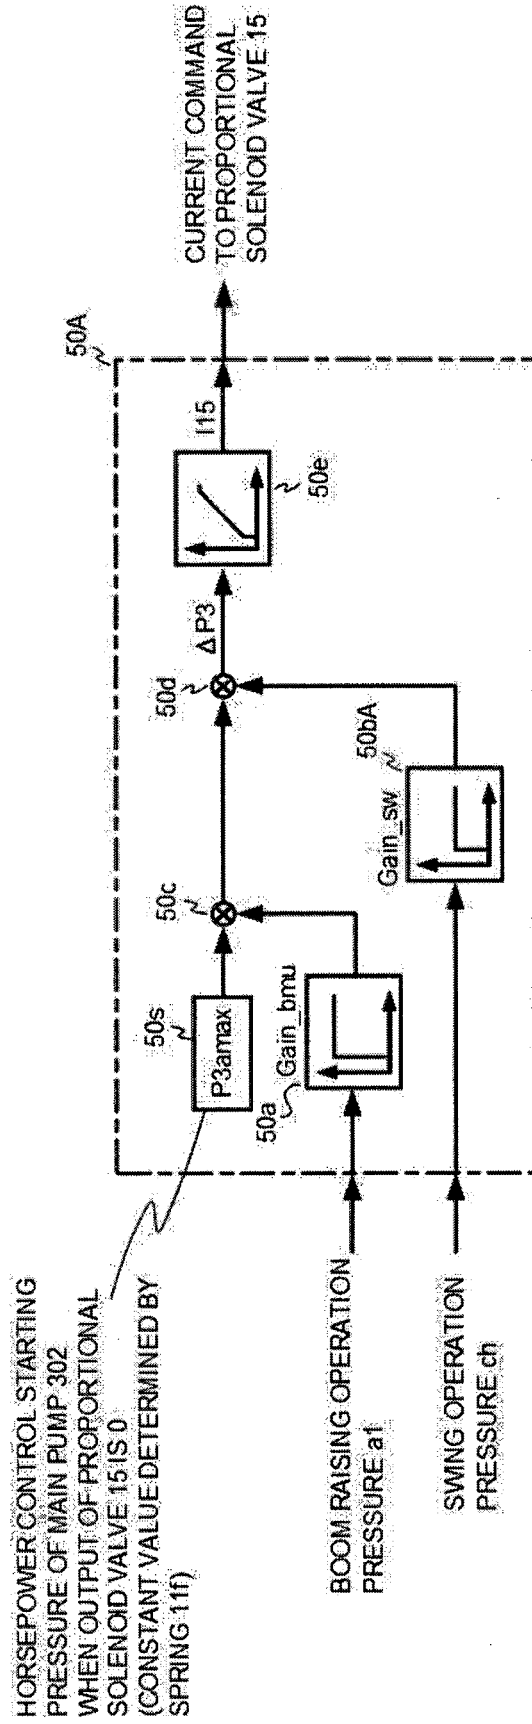 HORSEPOWER CONTROL STARTING
PRESSURE OF MAIN PUMP 302
WHEN OUTPUT OF PROPORTIONAL
SOLENOID VALVE 15 IS 0
(CONSTANT VALUE DETERMINED BY
SPRING 11f)
BOOM RAISING OPERATION
PRESSURE a1
SWING OPERATION
PRESSURE ch
50s
P3amax
50a
Gain_bmu
50c
Gain_sw
50bA
50d
ΔP3
50e
I15
50A
CURRENT COMMAND
TO PROPORTIONAL
SOLENOID VALVE 15